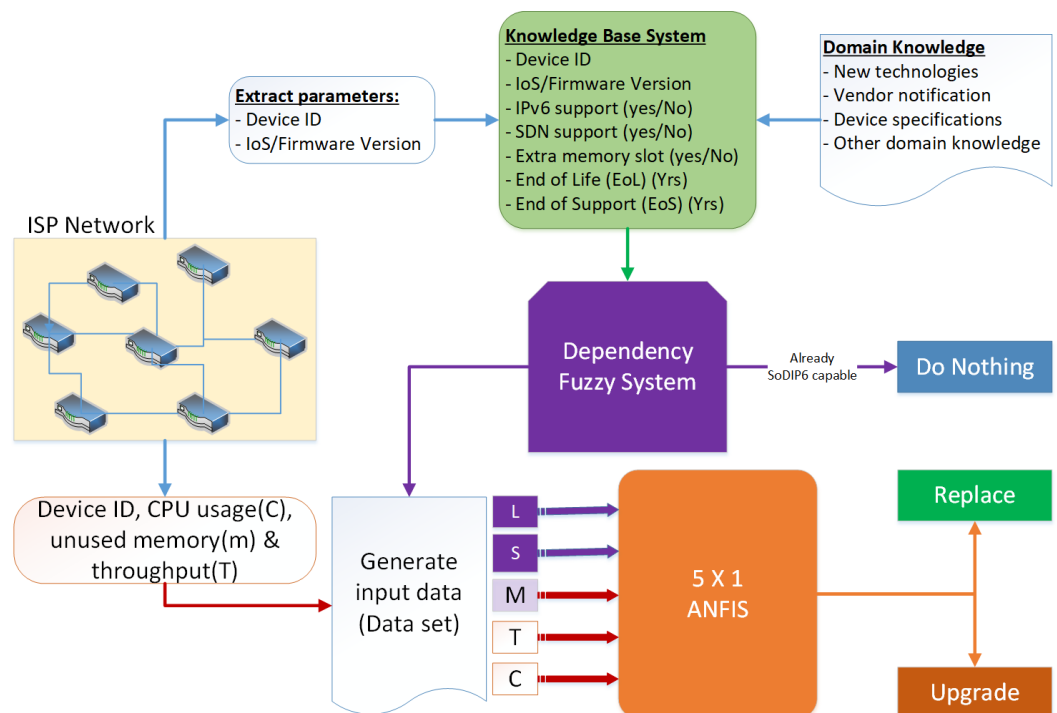 Knowledge Base System
- Device ID
- IoS/Firmware Version
- IPv6 support (yes/No)
- SDN support (yes/No)
- Extra memory slot (yes/No)
- End of Life (EoL) (Yrs)
- End of Support (EoS) (Yrs)
Domain Knowledge
- New technologies
- Vendor notification
- Device specifications
- Other domain knowledge
Extract parameters:
- Device ID
- IoS/Firmware Version
ISP Network
Dependency
Fuzzy System
Already
SoDIP6 capable
Do Nothing
Device ID, CPU usage(C),
unused memory(m) &
throughput(T)
Generate
input data
(Data set)
L
S
M
T
C
5 X 1
ANFIS
Replace
Upgrade